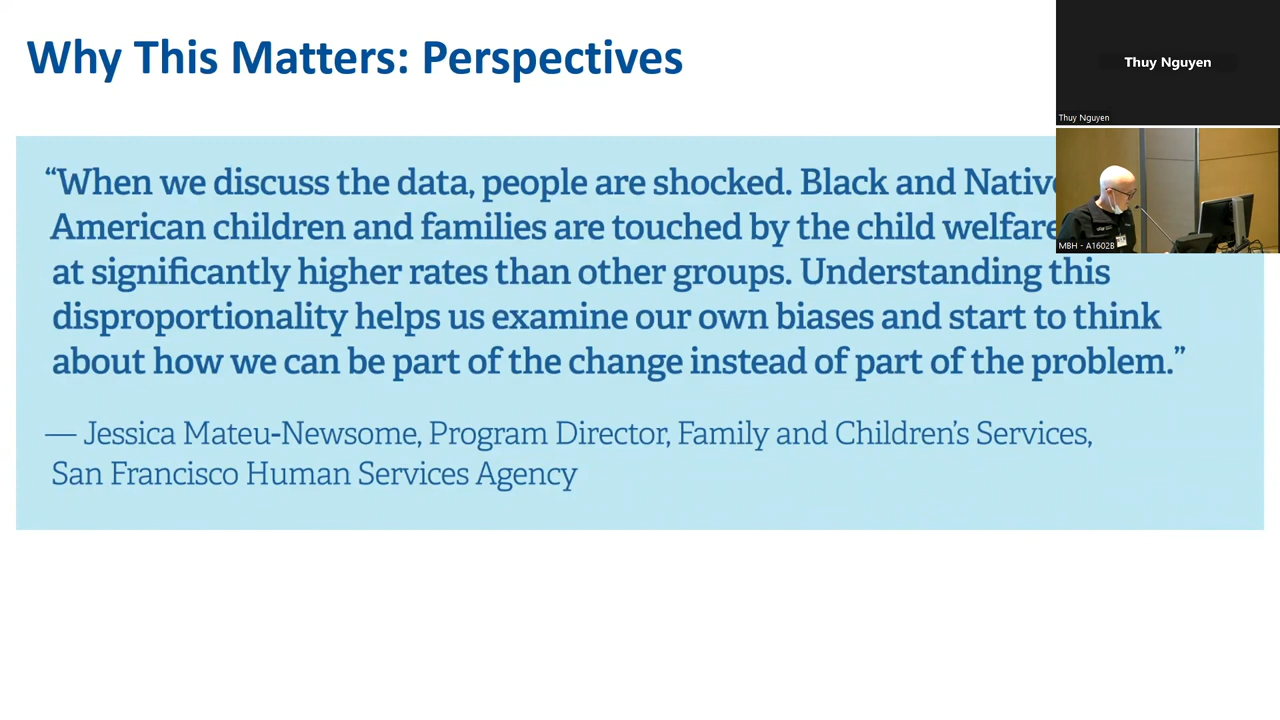 Why This Matters: Perspectives
Thuy Nguyen
Thuy Nguyen
MBH - A1602B
“When we discuss the data, people are shocked. Black and Native
American children and families are touched by the child welfare
at significantly higher rates than other groups. Understanding this
disproportionality helps us examine our own biases and start to think
about how we can be part of the change instead of part of the problem.”
— Jessica Mateu-Newsome, Program Director, Family and Children’s Services,
San Francisco Human Services Agency